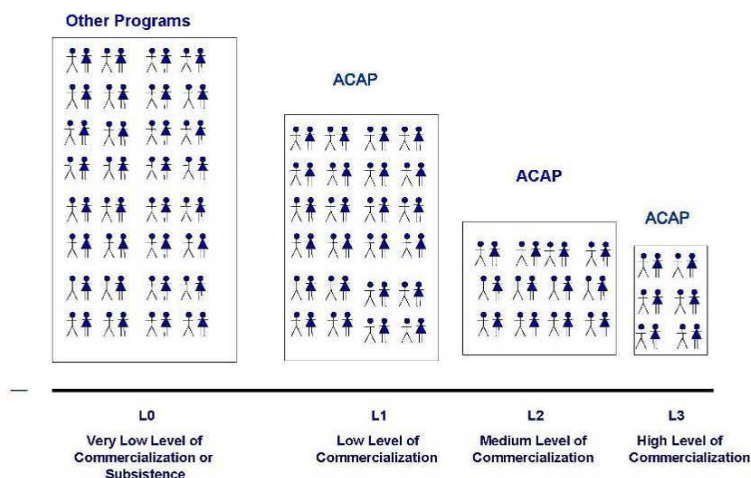 Other Programs
ACAP
ACAP
ACAP
L0
Very Low Level of
Commercialization or
Subsistence
L1
Low Level of
Commercialization
L2
Medium Level of
Commercialization
L3
High Level of
Commercialization